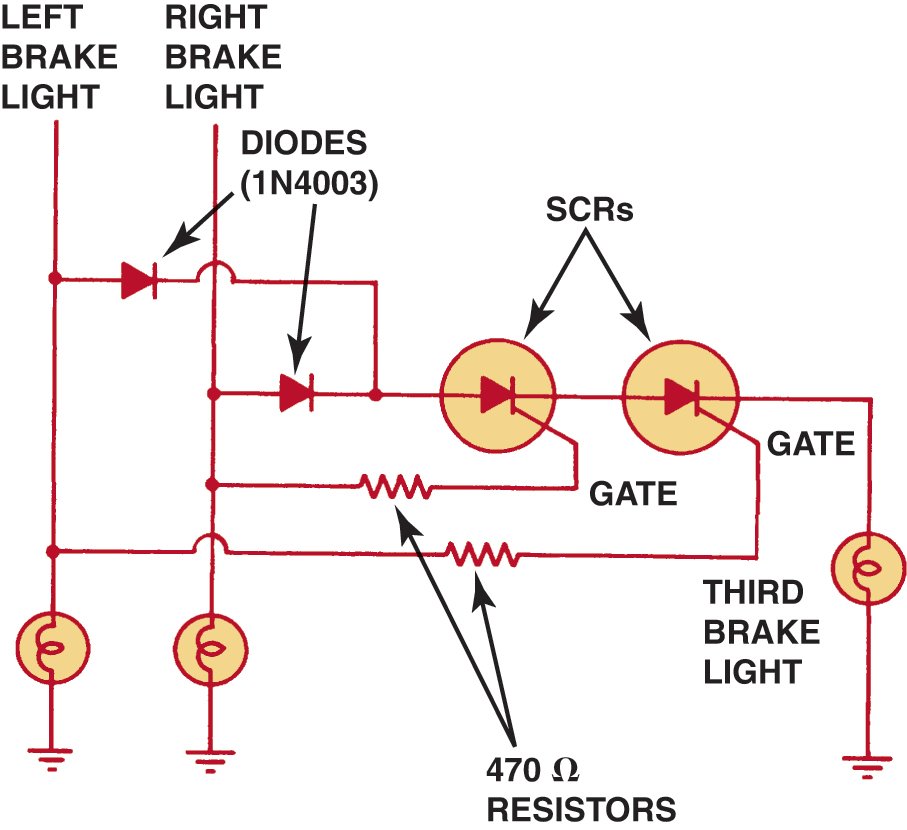 LEFT
BRAKE
LIGHT
RIGHT
BRAKE
LIGHT
DIODES
(1N4003)
SCRs
GATE
GATE
THIRD
BRAKE
LIGHT
470 Ω
RESISTORS